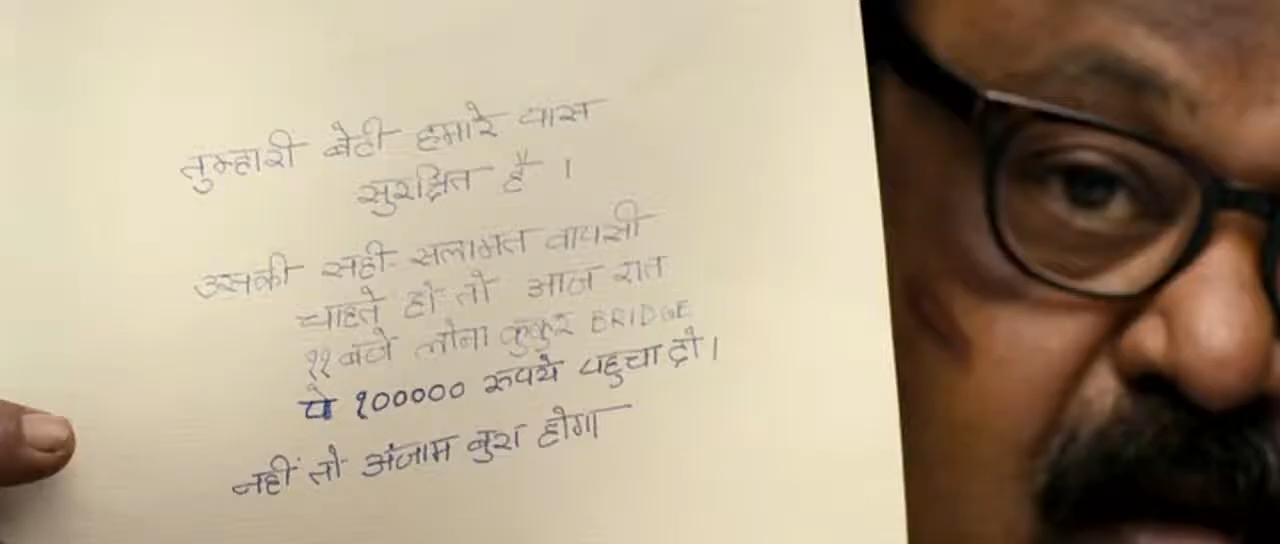 तुम्हारी बेटी हमारे पास
सुरक्षित है ।
उसकी सही सलामत वापसी
चाहते हो तो आज रात
११ बजे लोना कुकुर BRIDGE
पे १००००० रुपये पहुचा दो ।
नहीं तो अंजाम बुरा होगा